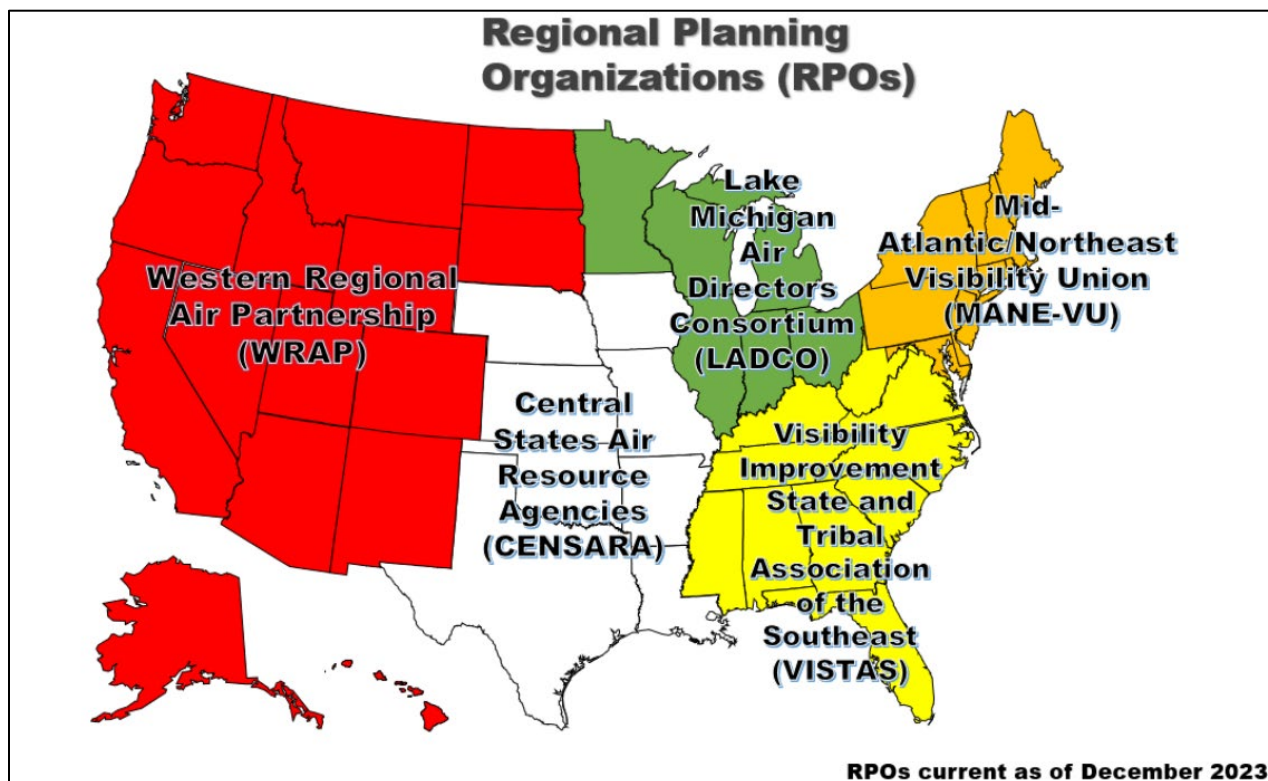 Regional Planning
Organizations (RPOs)
Western Regional
Air Partnership
(WRAP)
Central
States Air
Resource
Agencies
(CENSARA)
Lake
Michigan
Air
Directors
Consortium
(LADCO)
Mid-
Atlantic/Northeast
Visibility Union
(MANE-VU)
Visibility
Improvement
State and
Tribal
Association
of the
Southeast
(VISTAS)
RPOs current as of December 2023